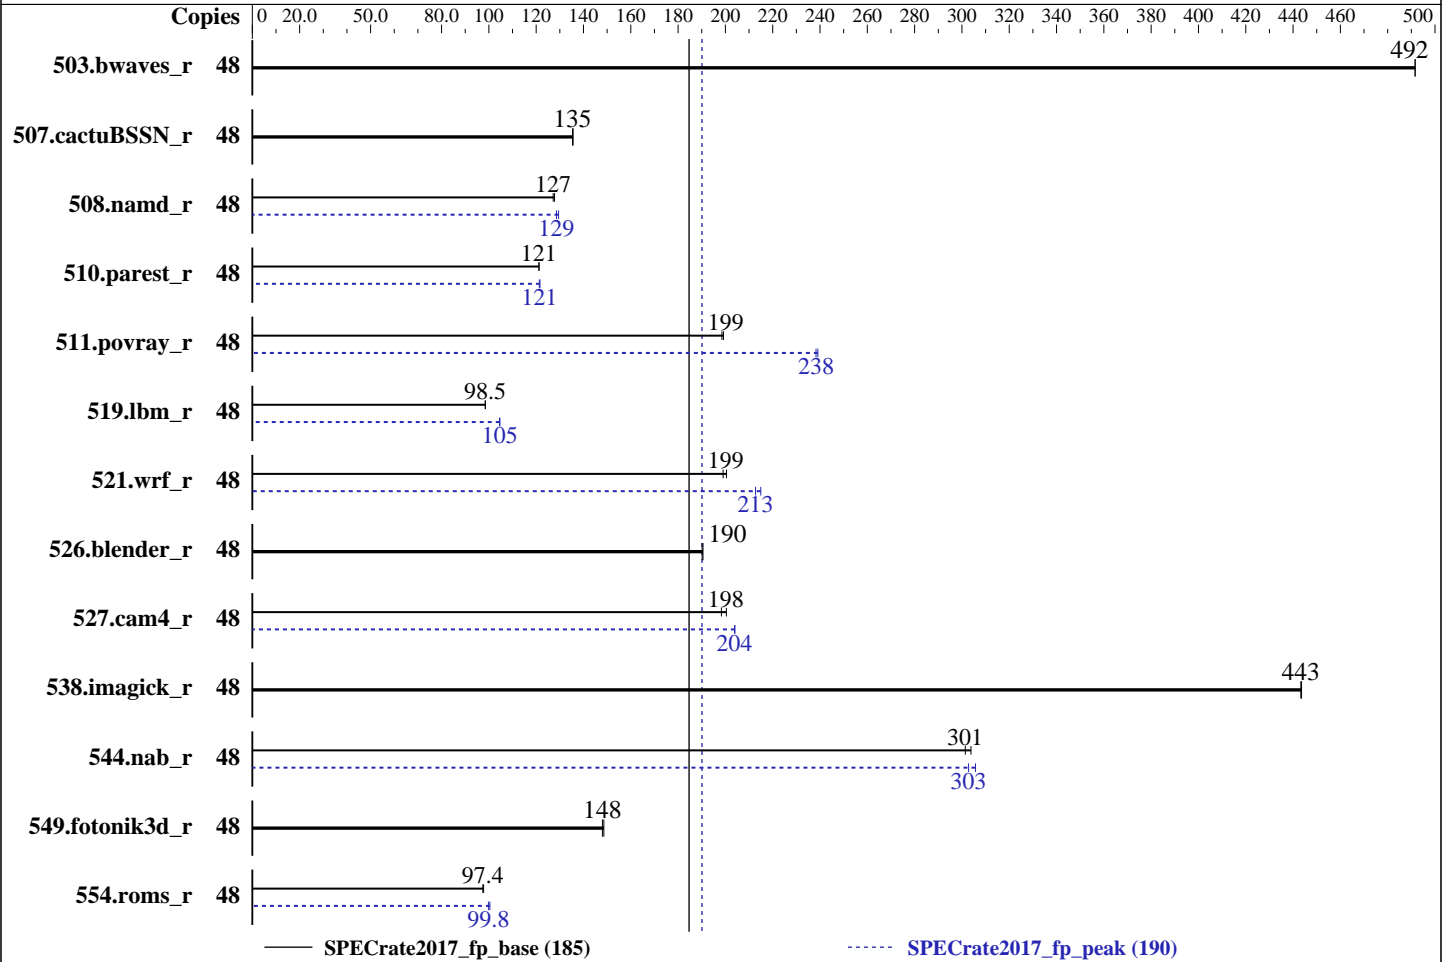 Copies 0 20.0 50.0 80.0 100 120 140 160 180 200 220 240 260 280 300 320 340 360 380 400 420 440 460 500
503.bwaves_r 48 492
507.cactuBSSN_r 48 135
508.namd_r 48 127
129
510.parest_r 48 121
121
511.povray_r 48 199
238
519.lbm_r 48 98.5
105
521.wrf_r 48 199
213
526.blender_r 48 190
527.cam4_r 48 198
204
538.imagick_r 48 443
544.nab_r 48 301
303
549.fotonik3d_r 48 148
554.roms_r 48 97.4
99.8
SPECrate2017_fp_base (185) SPECrate2017_fp_peak (190)